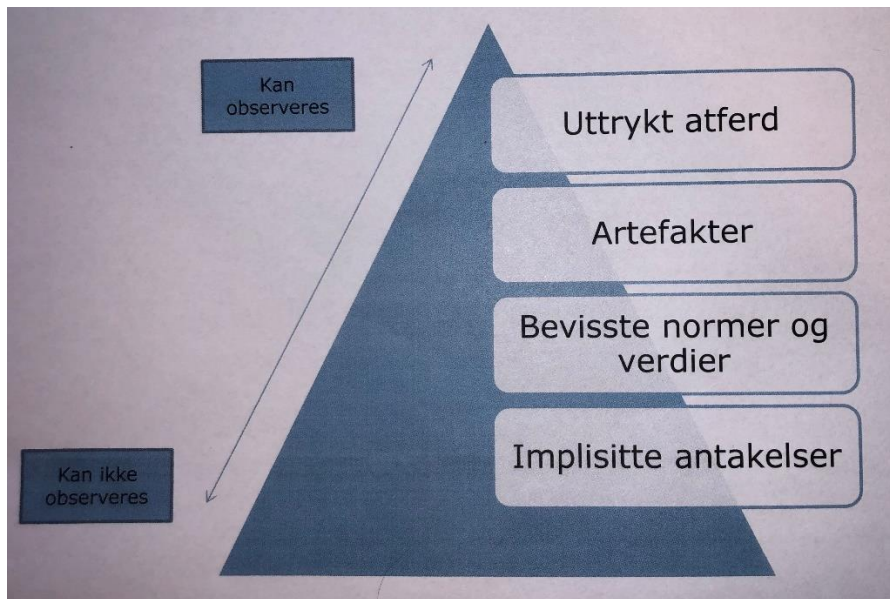 Kan
observeres
Uttrykt atferd
Artefakter
Bevisste normer og
verdier
Implisitte antakelser
Kan ikke
observeres